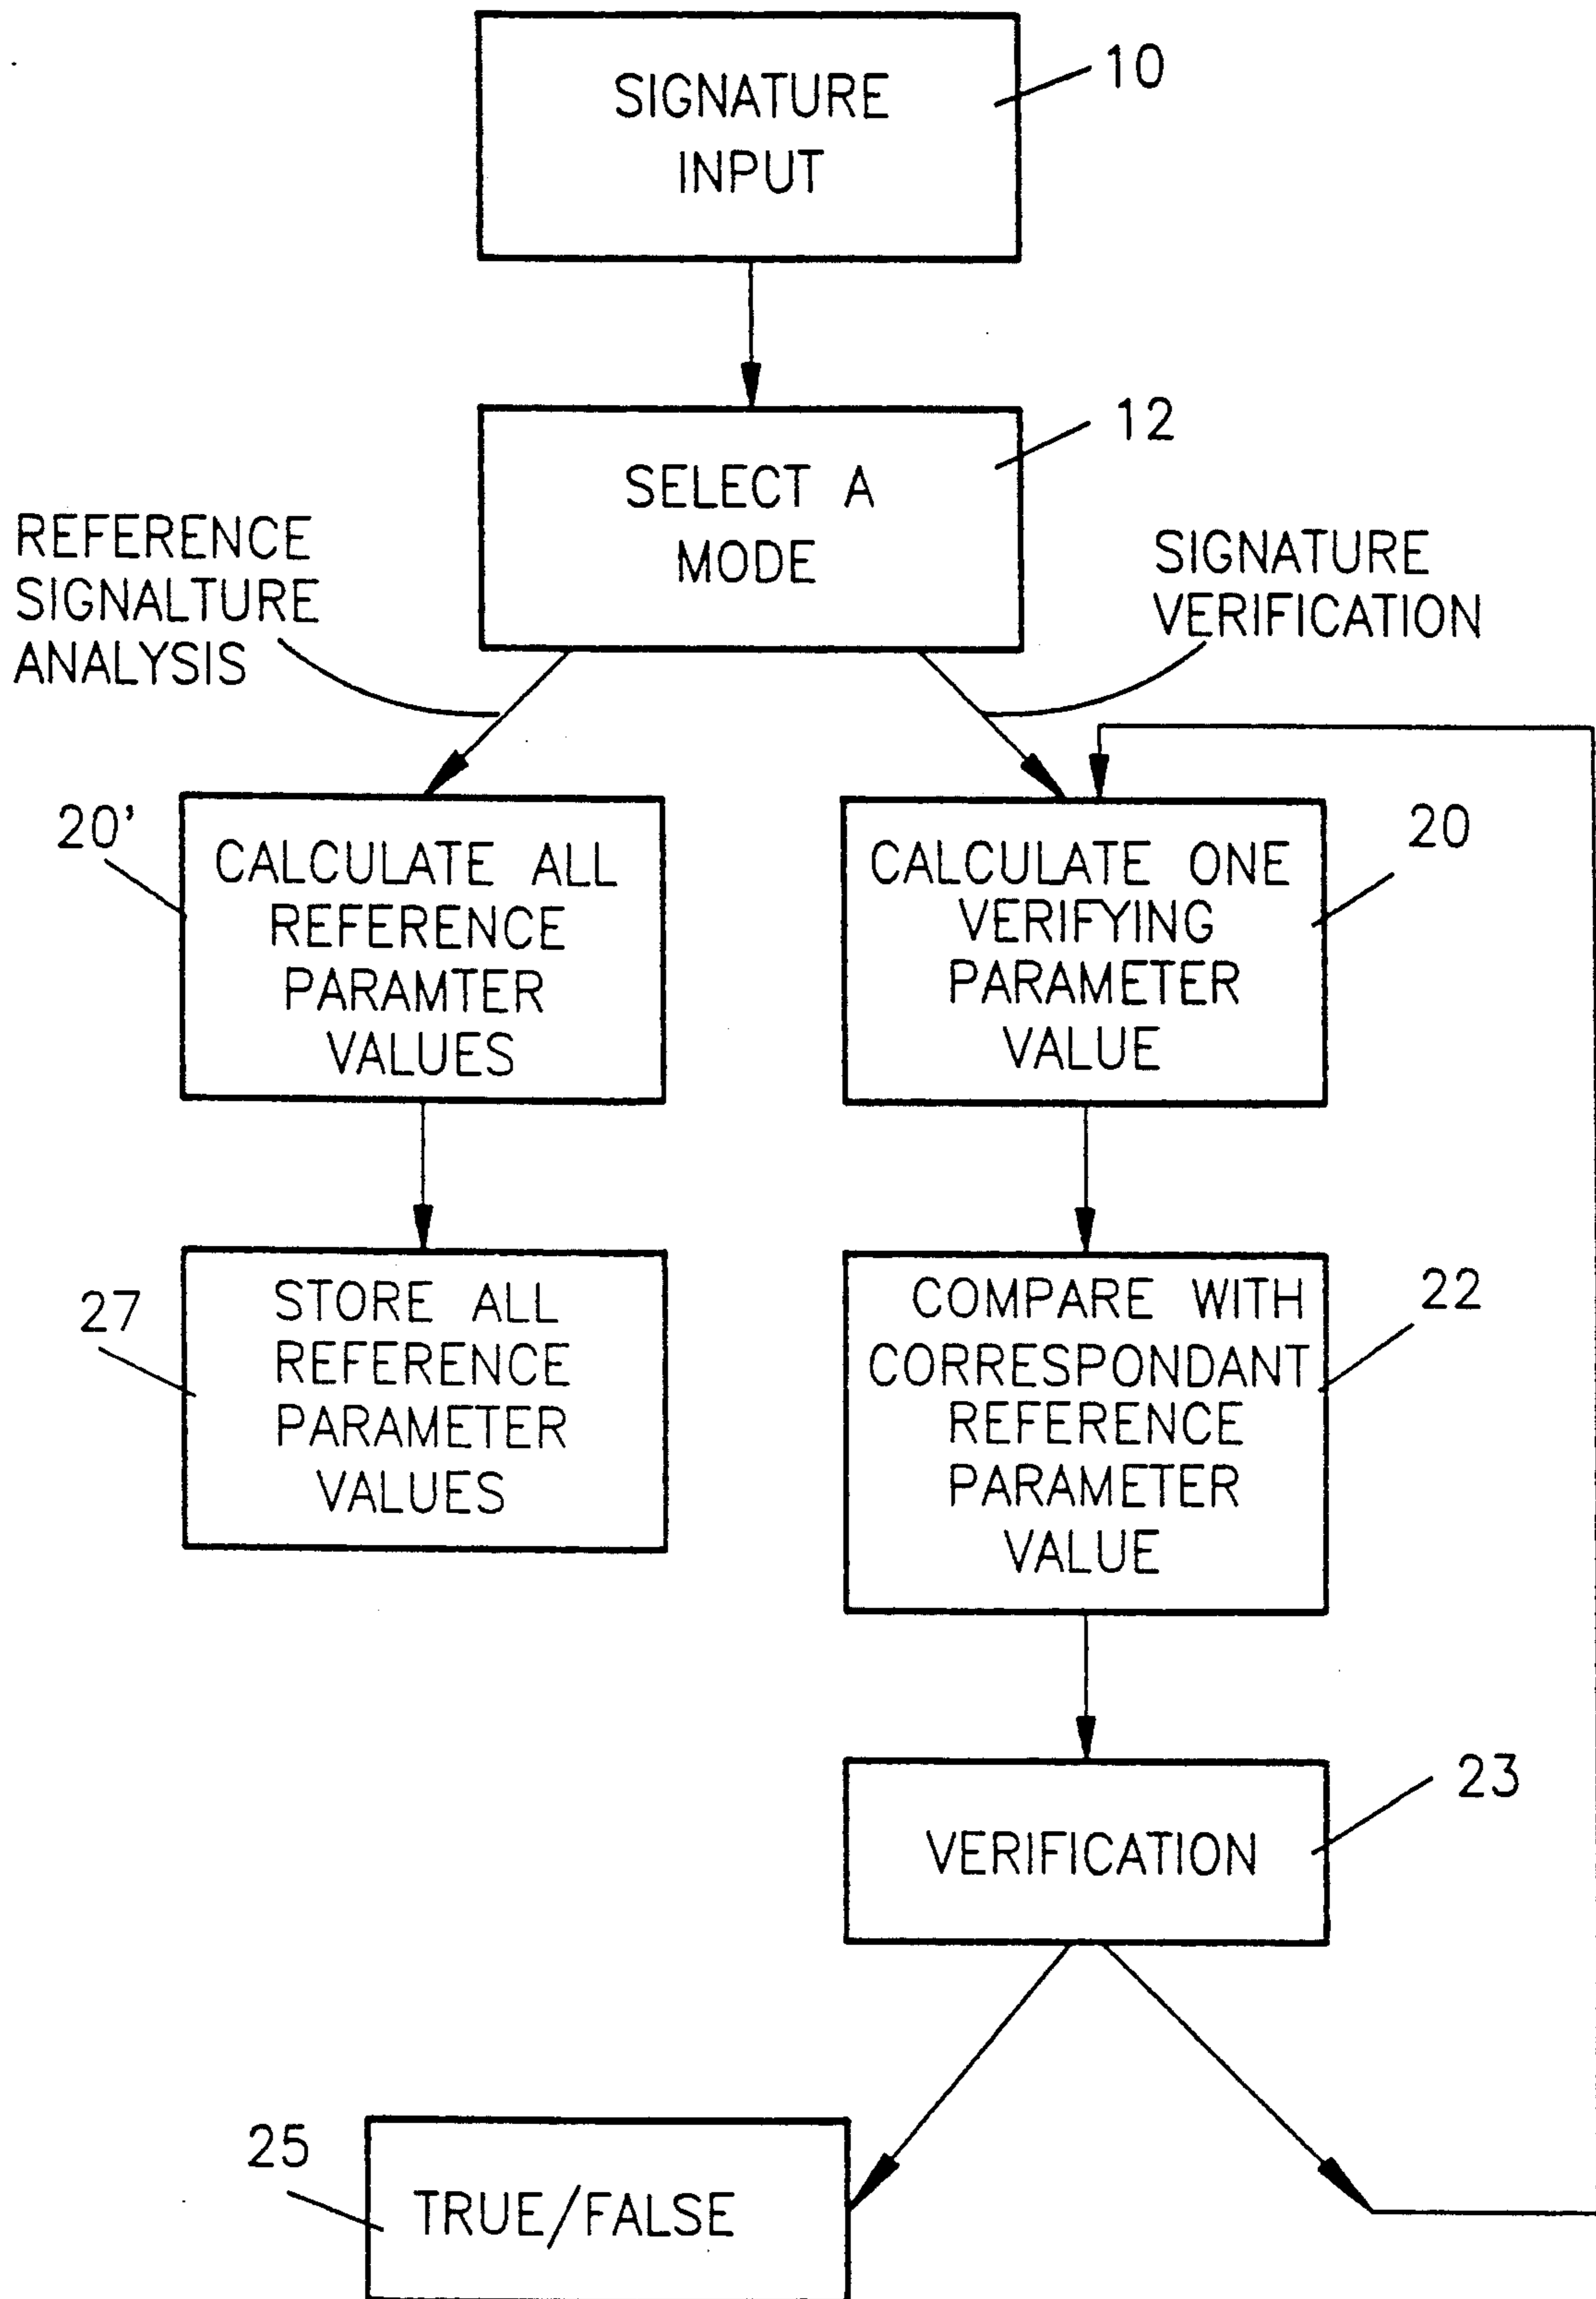 SIGNATURE
INPUT
10
SELECT A
MODE
12
REFERENCE
SIGNALTURE
ANALYSIS
SIGNATURE
VERIFICATION
20'
CALCULATE ALL
REFERENCE
PARAMTER
VALUES
CALCULATE ONE
VERIFYING
PARAMETER
VALUE
20
27
STORE ALL
REFERENCE
PARAMETER
VALUES
COMPARE WITH
CORRESPONDANT
REFERENCE
PARAMETER
VALUE
22
VERIFICATION
23
25
TRUE/FALSE